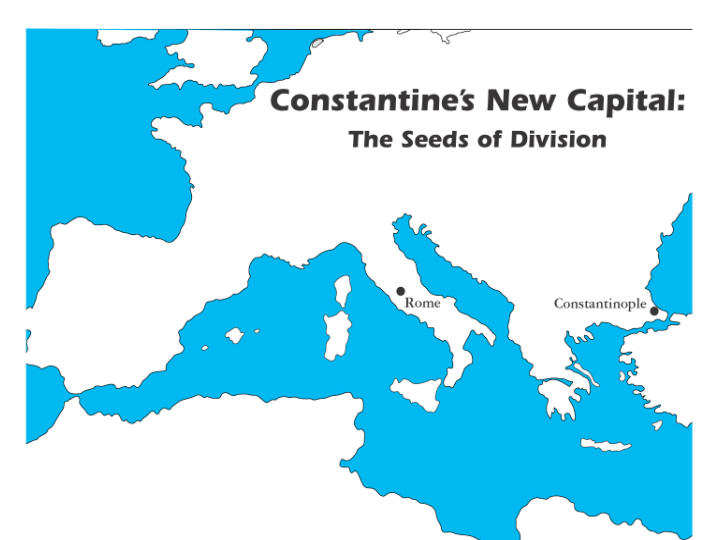 Constantine's New Capital:
The Seeds of Division
Constantinople
Rome